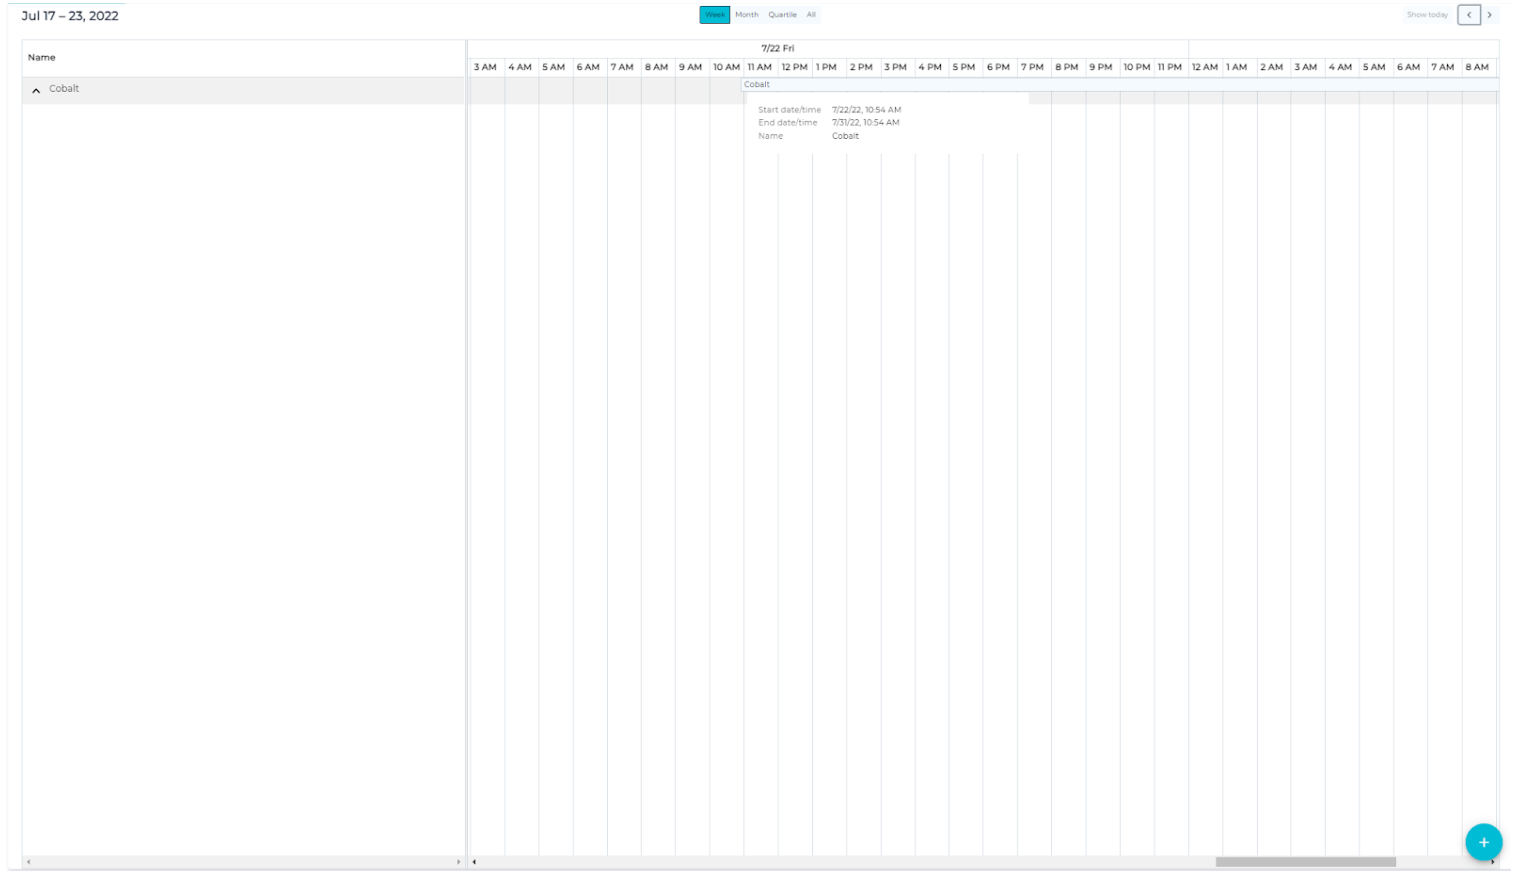 Jul 17 – 23, 2022
Week Month Quartile All
Show today
Name
7/22 Fri
3 AM 4 AM 5 AM 6 AM 7 AM 8 AM 9 AM 10 AM 11 AM 12 PM 1 PM 2 PM 3 PM 4 PM 5 PM 6 PM 7 PM 8 PM 9 PM 10 PM 11 PM 12 AM 1 AM 2 AM 3 AM 4 AM 5 AM 6 AM 7 AM 8 AM
Cobalt
Cobalt
Start date/time 7/22/22, 10:54 AM
End date/time 7/31/22, 10:54 AM
Name Cobalt